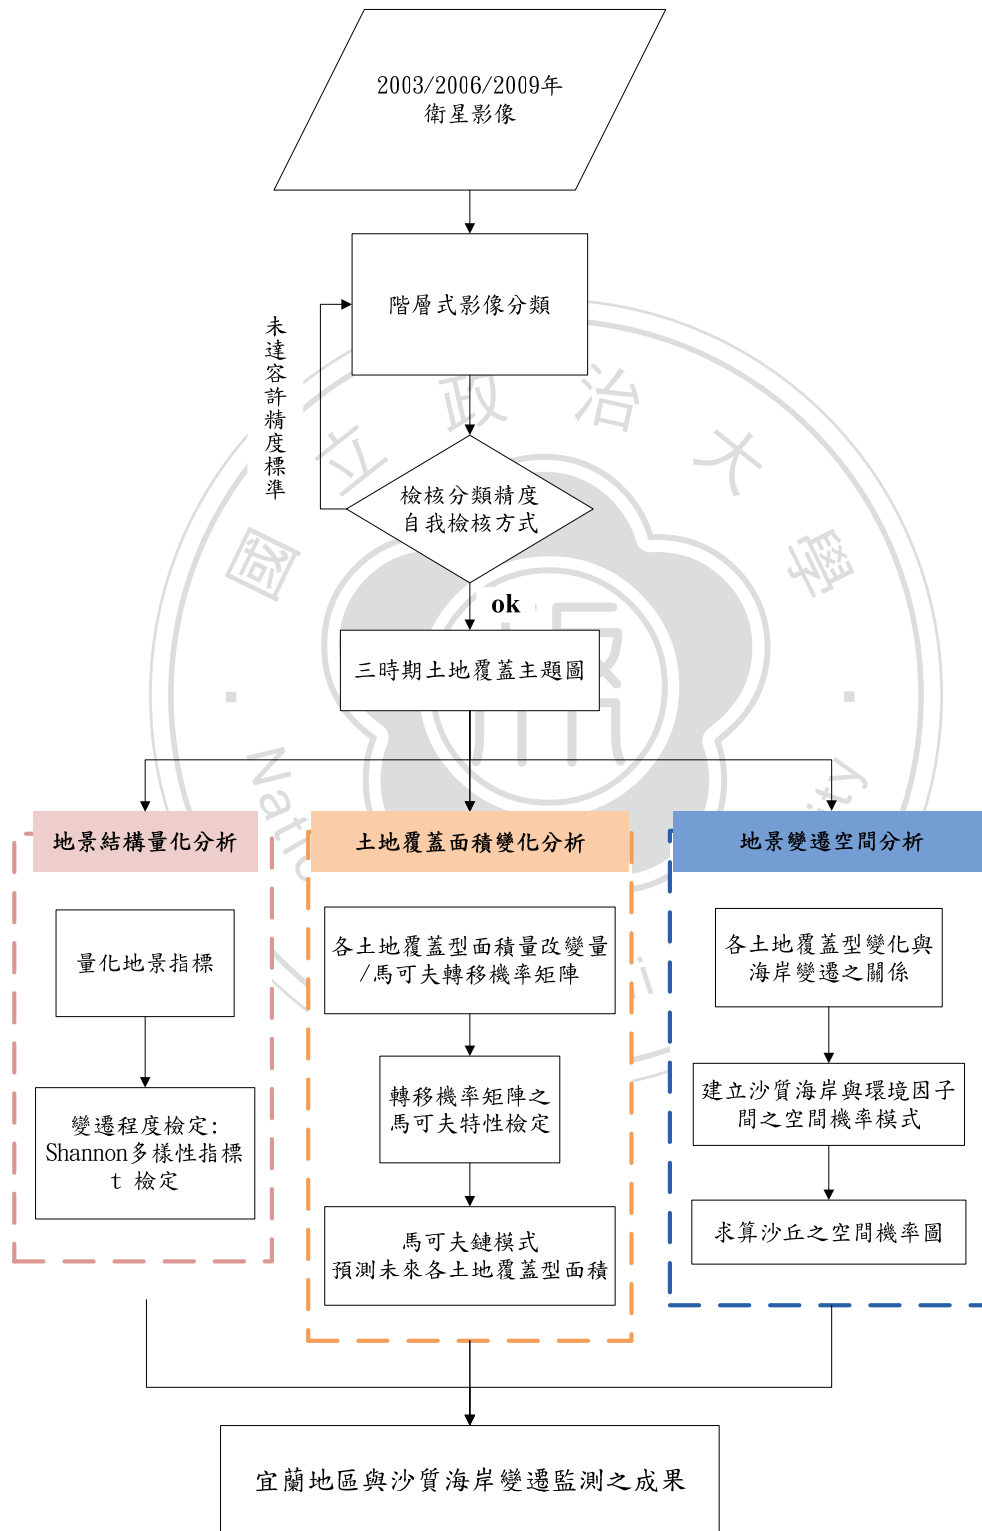 2003/2006/2009年
衛星影像
階層式影像分類
未達容許精度標準
檢核分類精度
自我檢核方式
ok
三時期土地覆蓋主題圖
地景結構量化分析
量化地景指標
變遷程度檢定:
Shannon多樣性指標
t 檢定
土地覆蓋面積變化分析
各土地覆蓋型面積量改變量
/馬可夫轉移機率矩陣
轉移機率矩陣之
馬可夫特性檢定
馬可夫鏈模式
預測未來各土地覆蓋型面積
地景變遷空間分析
各土地覆蓋型變化與
海岸變遷之關係
建立沙質海岸與環境因子
間之空間機率模式
求算沙丘之空間機率圖
宜蘭地區與沙質海岸變遷監測之成果
國立政治大學